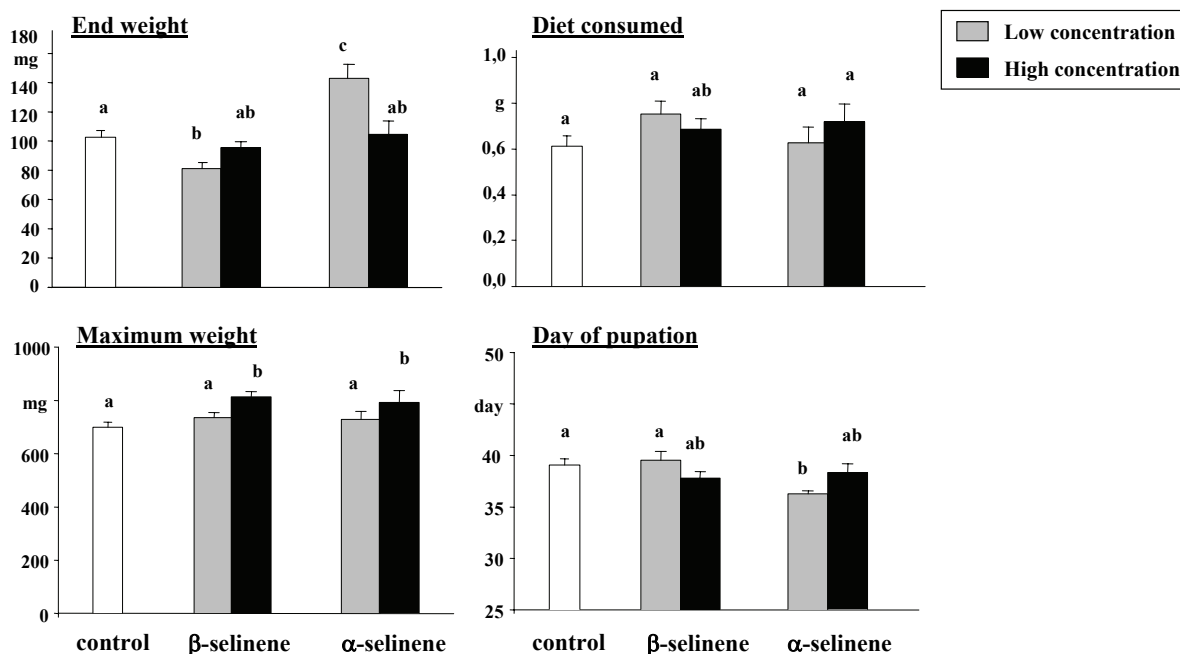 End weight
180
mg
140
120
100
80
60
40
20
0
a
b
ab
c
ab
Diet consumed
1,0
g
0,6
0,4
0,2
0,0
a
a
ab
a
a
Low concentration
High concentration
Maximum weight
1000
mg
600
400
200
0
a
a
b
a
b
control
β-selinene
α-selinene
Day of pupation
50
day
40
35
30
25
a
a
ab
b
ab
control
β-selinene
α-selinene